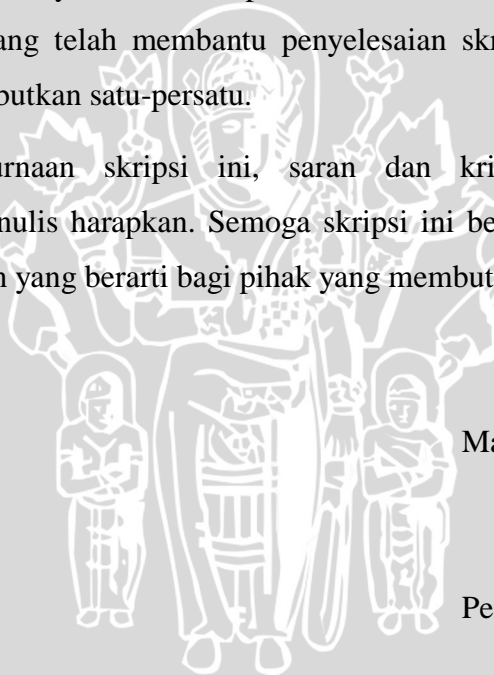 ang telah membantu penyelesaian skr
butkan satu-persatu.
urnaan skripsi ini, saran dan kri
nulis harapkan. Semoga skripsi ini be
n yang berarti bagi pihak yang membut
Ma
Pe